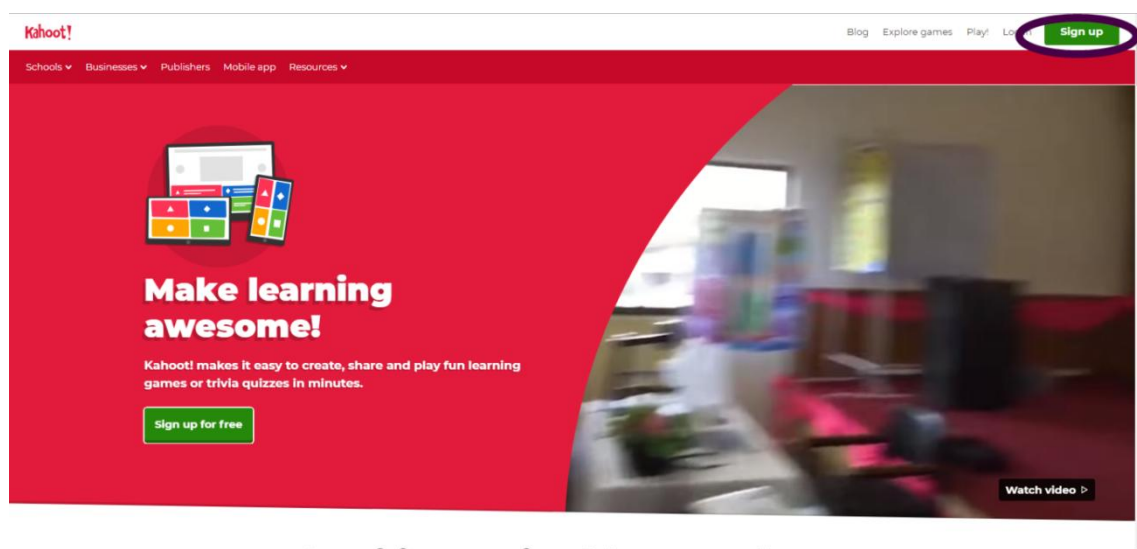 Kahoot!
Blog Explore games Play! Sign up
Schools Businesses Publishers Mobile app Resources
Make learning
awesome!
Kahoot! makes it easy to create, share and play fun learning
games or trivia quizzes in minutes.
Sign up for free
Watch video